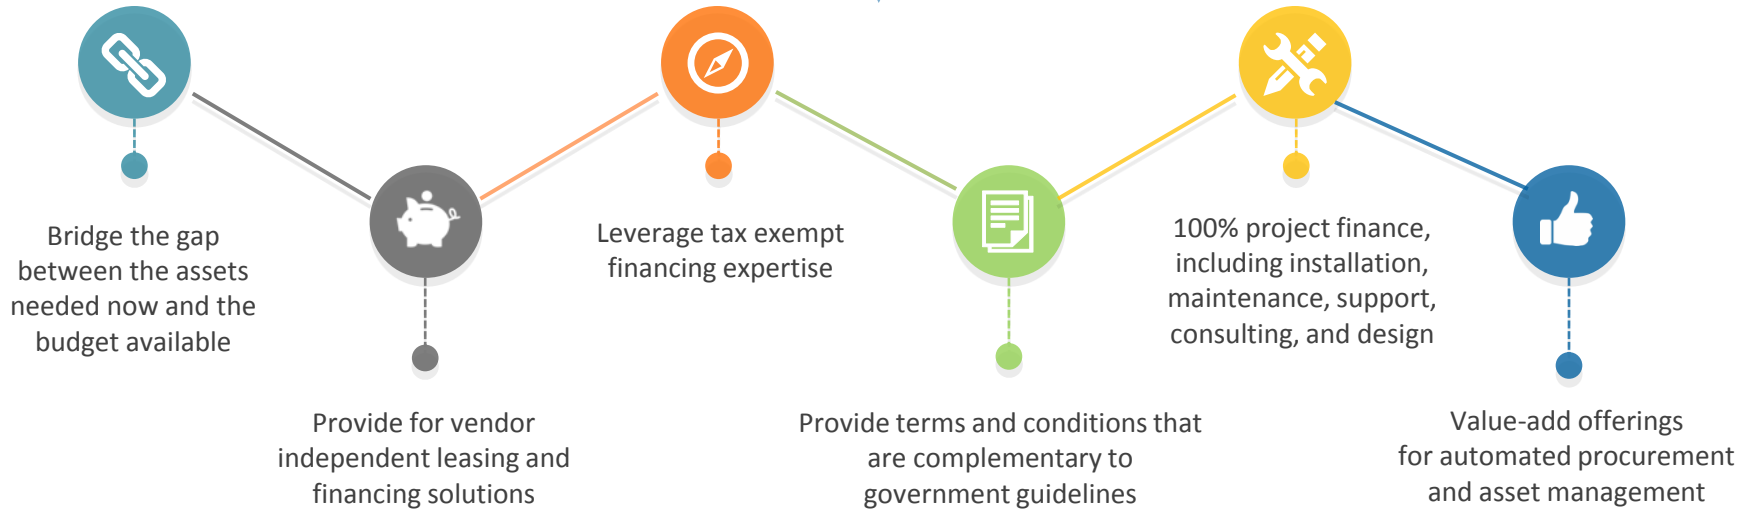 Bridge the gap
between the assets
needed now and the
budget available
Provide for vendor
independent leasing and
financing solutions
Leverage tax exempt
financing expertise
Provide terms and conditions that
are complementary to
government guidelines
100% project finance,
including installation,
maintenance, support,
consulting, and design
Value-add offerings
for automated procurement
and asset management